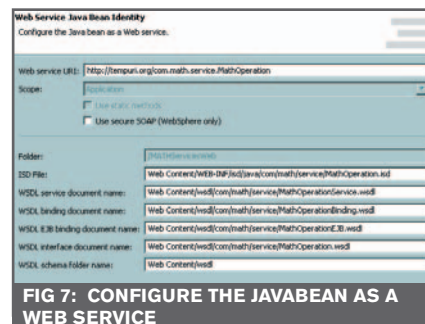 Web Service Java Bean Identity
Configure the Java bean as a Web service.
Web service URI: http://tempuri.org/com.math.service.MathOperation
Scope: Application
Use static methods
Use secure SOAP (WebSphere only)
Folder: /MATHServicesWeb
ISD File: Web Content/WEB-INF/isd/java/com/math/service/MathOperation.isd
WSDL service document name: Web Content/wsdl/com/math/service/MathOperationService.wsdl
WSDL binding document name: Web Content/wsdl/com/math/service/MathOperationBinding.wsdl
WSDL EJB binding document name: Web Content/wsdl/com/math/service/MathOperationEJB.wsdl
WSDL interface document name: Web Content/wsdl/com/math/service/MathOperation.wsdl
WSDL schema folder name: Web Content/wsdl
FIG 7: CONFIGURE THE JAVABEAN AS A
WEB SERVICE